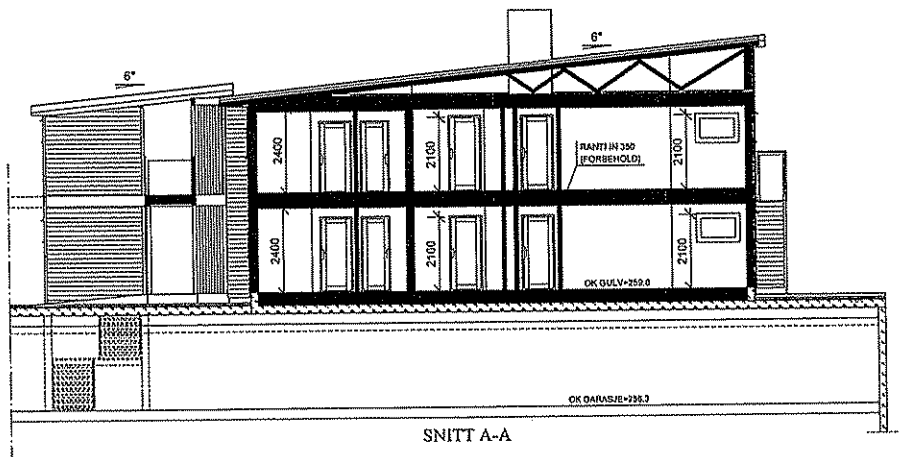 6°
6°
2400
2100
RANTI IN 350
(FORBEHOLD)
2100
2400
2100
2100
OK GULV=259.0
OK GARASJE=256.3
SNITT A-A